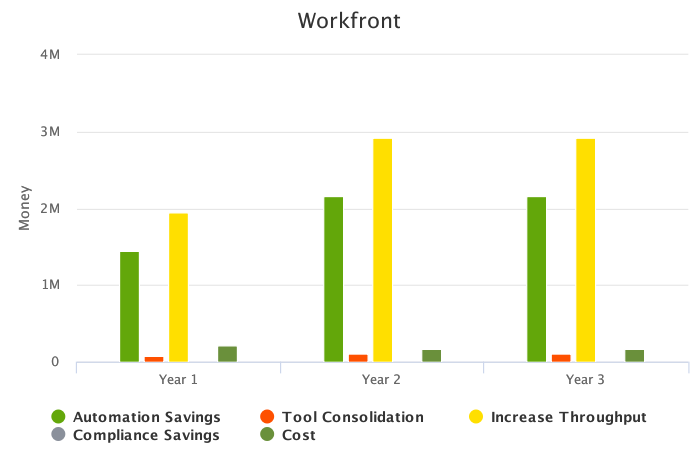 Workfront
4M
3M
2M
1M
0
Money
Year 1 Year 2 Year 3
Automation Savings Tool Consolidation Increase Throughput
Compliance Savings Cost